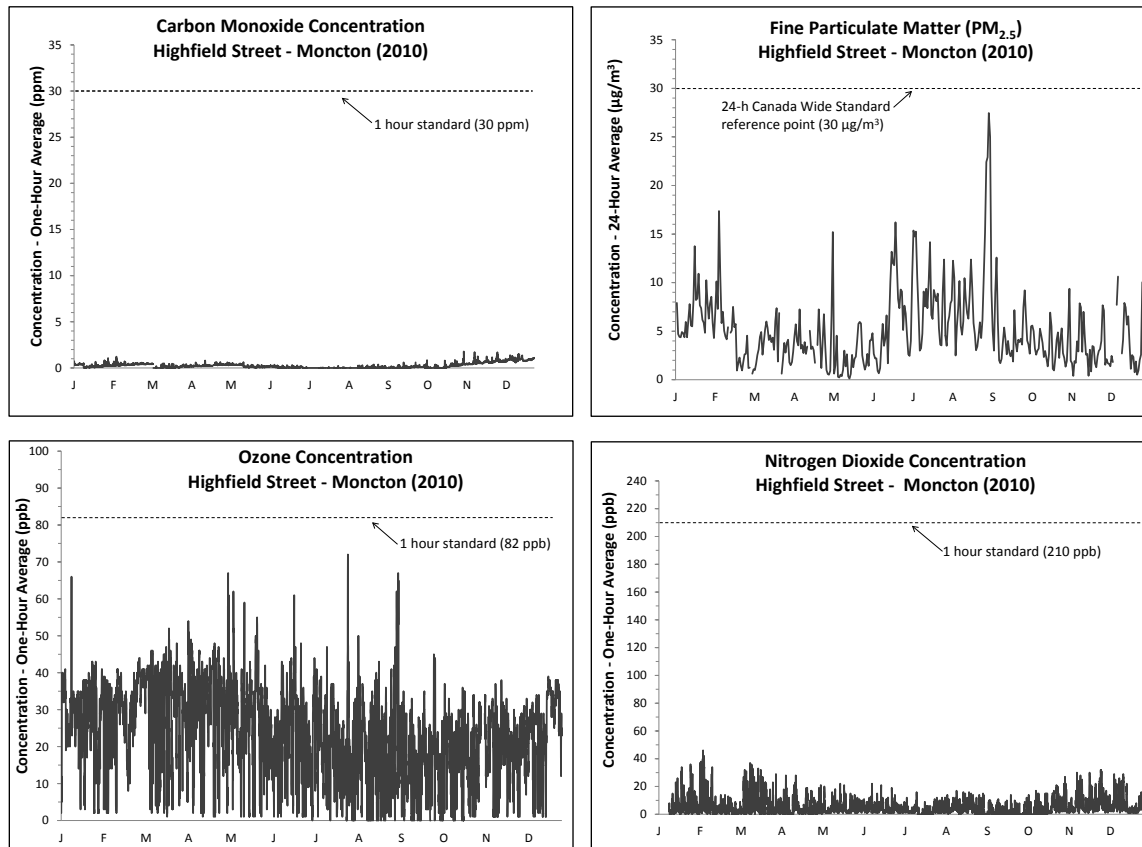 Carbon Monoxide Concentration
Highfield Street - Moncton (2010)
Concentration - One-Hour Average (ppm)
35
30
25
20
15
10
5
0
1 hour standard (30 ppm)
J F M A M J J A S O N D
Fine Particulate Matter (PM2.5)
Highfield Street - Moncton (2010)
Concentration - 24-Hour Average (µg/m³)
35
30
25
20
15
10
5
0
24-h Canada Wide Standard
reference point (30 µg/m³)
J F M A M J J A S O N D
Ozone Concentration
Highfield Street - Moncton (2010)
Concentration - One-Hour Average (ppb)
100
90
80
70
60
50
40
30
20
10
0
1 hour standard (82 ppb)
J F M A M J J A S O N D
Nitrogen Dioxide Concentration
Highfield Street -  Moncton (2010)
Concentration - One-Hour Average (ppb)
240
220
200
180
160
140
120
100
80
60
40
20
0
1 hour standard (210 ppb)
J F M A M J J A S O N D